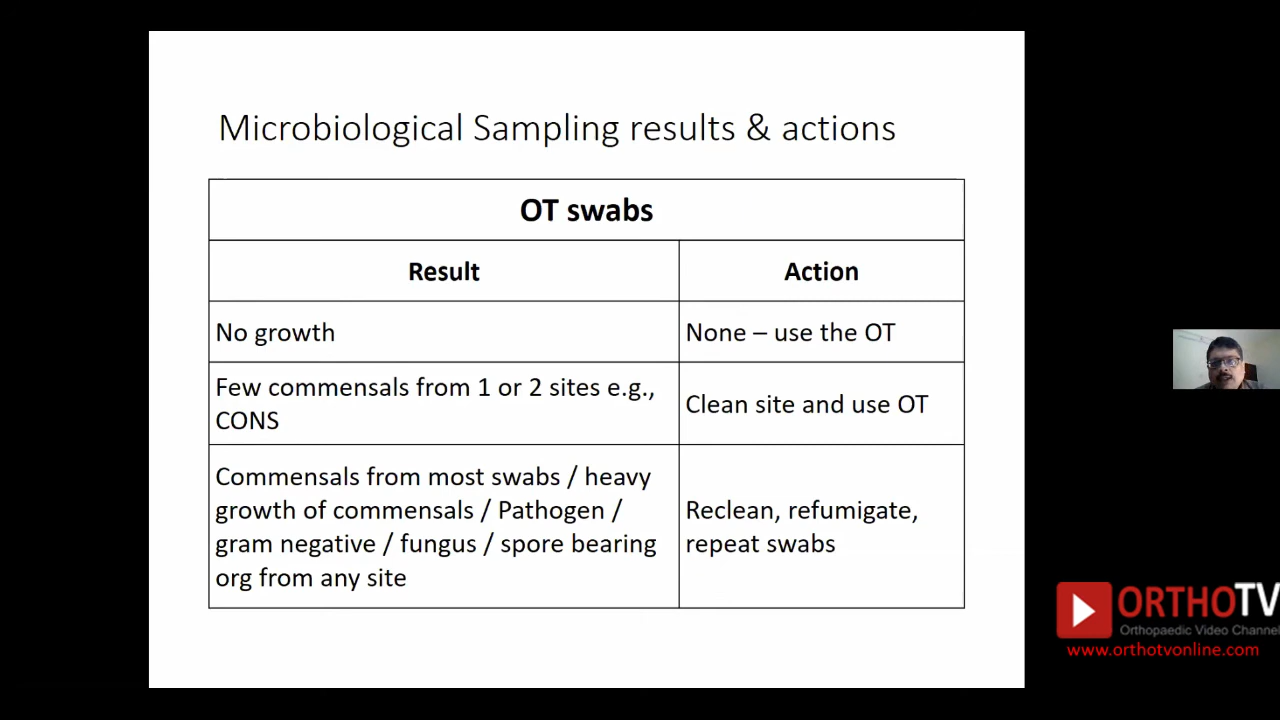 Microbiological Sampling results & actions
OT swabs
Result
Action
No growth
None – use the OT
Few commensals from 1 or 2 sites e.g.,
CONS
Clean site and use OT
Commensals from most swabs / heavy
growth of commensals / Pathogen /
gram negative / fungus / spore bearing
org from any site
Reclean, refumigate,
repeat swabs
ORTHOTV
Orthopaedic Video Channel
www.orthotvonline.com